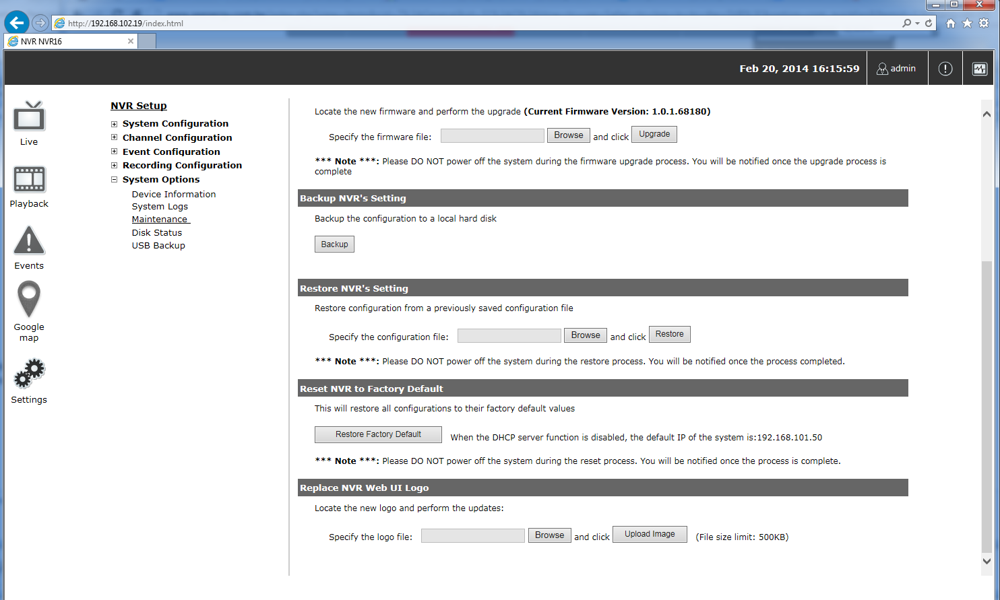 http://192.168.102.19/index.html
NVR NVR16
Feb 20, 2014 16:15:59
admin
Live
Playback
Events
Google
map
Settings
NVR Setup
System Configuration
Channel Configuration
Event Configuration
Recording Configuration
System Options
Device Information
System Logs
Maintenance
Disk Status
USB Backup
Locate the new firmware and perform the upgrade (Current Firmware Version: 1.0.1.68180)
Specify the firmware file: Browse and click Upgrade
*** Note ***: Please DO NOT power off the system during the firmware upgrade process. You will be notified once the upgrade process is
complete
Backup NVR's Setting
Backup the configuration to a local hard disk
Backup
Restore NVR's Setting
Restore configuration from a previously saved configuration file
Specify the configuration file: Browse and click Restore
*** Note ***: Please DO NOT power off the system during the restore process. You will be notified once the process completed.
Reset NVR to Factory Default
This will restore all configurations to their factory default values
Restore Factory Default When the DHCP server function is disabled, the default IP of the system is:192.168.101.50
*** Note ***: Please DO NOT power off the system during the reset process. You will be notified once the process is complete.
Replace NVR Web UI Logo
Locate the new logo and perform the updates:
Specify the logo file: Browse and click Upload Image (File size limit: 500KB)